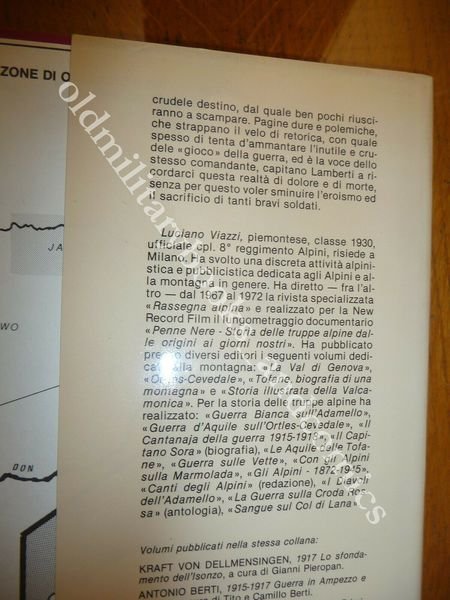 ZONE DI O
crudele destino, dal quale ben pochi riusci-
ranno a scampare. Pagine dure e polemiche,
che strappano il velo di retorica, con quale
spesso di tenta d'ammantare l'inutile e cru-
dele «gioco» della guerra, ed è la voce dello
stesso comandante, capitano Lamberti a ri-
cordarci questa realtà di dolore e di morte,
senza per questo voler sminuire l'eroismo ed
il sacrificio di tanti bravi soldati.
Luciano Viazzi, piemontese, classe 1930,
ufficiale cpl. 8° reggimento Alpini, risiede a
Milano. Ha svolto una discreta attività alpini-
stica e pubblicistica dedicata agli Alpini e al-
la montagna in genere. Ha diretto — fra l'al-
tro — dal 1967 al 1972 la rivista specializzata
«Rassegna alpina» e realizzato per la New
Record Film il lungometraggio documentario
«Penne Nere - Storia delle truppe alpine dal-
le origini ai giorni nostri». Ha pubblicato
presso diversi editori i seguenti volumi dedi-
cati alla montagna: «La Val di Genova»,
«Ortles-Cevedale», «Tofane, biografia di una
montagna» e «Storia illustrata della Valca-
monica». Per la storia delle truppe alpine ha
realizzato: «Guerra Bianca sull'Adamello»,
«Guerra d'Aquile sull'Ortles-Cevadale», «Il
Cantanaja della guerra 1915-1918», «Il Capi-
tano Sora» (biografia), «Le Aquile delle Tofa-
ne», «Guerra sulle Vette», «Con gli Alpini
sulla Marmolada», «Gli Alpini - 1872-1945»,
«Canti degli Alpini» (redazione), «I Diavoli
dell'Adamello», «La Guerra sulla Croda Ros-
sa» (antologia), «Sangue sul Col di Lana».
Volumi pubblicati nella stessa collana:
KRAFT VON DELLMENSINGEN, 1917 Lo sfonda-
mento dell'Isonzo, a cura di Gianni Pieropan.
ANTONIO BERTI, 1915-1917 Guerra in Ampezzo e
di Tito e Camillo Berti.
JA
WO
DON